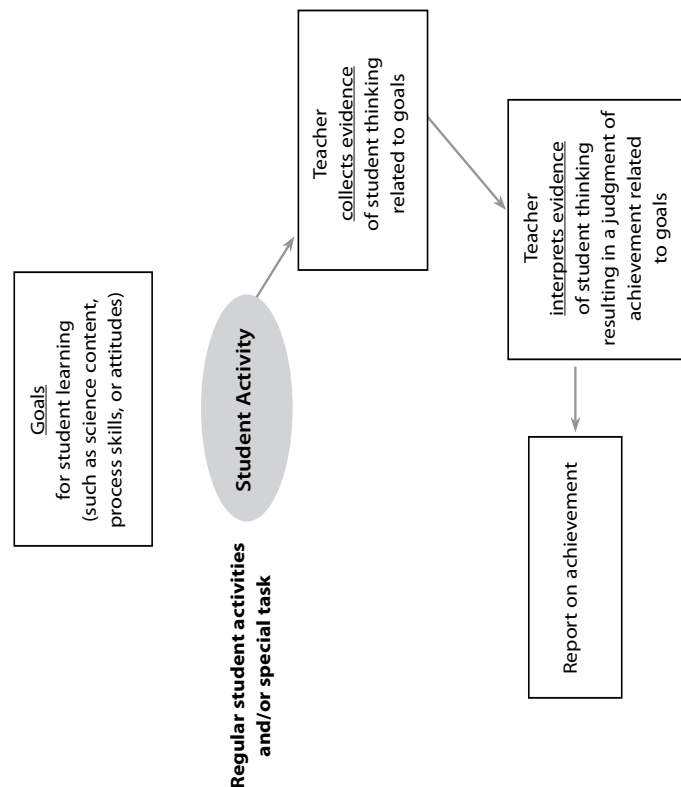 Goals
for student learning
(such as science content,
process skills, or attitudes)
Regular student activities
and/or special task
Student Activity
Teacher
collects evidence
of student thinking
related to goals
Teacher
interprets evidence
of student thinking
resulting in a judgment of
achievement related
to goals
Report on achievement